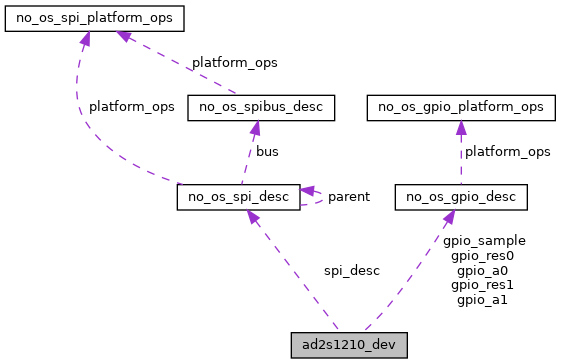 no_os_spi_platform_ops
platform_ops
platform_ops
no_os_spibus_desc
no_os_gpio_platform_ops
bus
platform_ops
no_os_spi_desc
parent
no_os_gpio_desc
spi_desc
gpio_sample
gpio_res0
gpio_a0
gpio_res1
gpio_a1
ad2s1210_dev